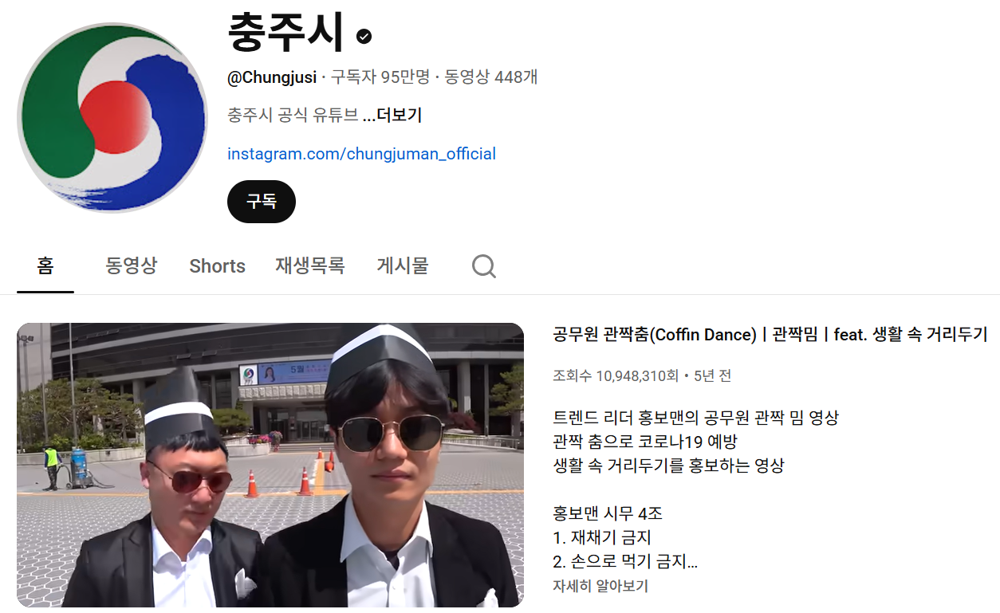 충주시
@Chungjusi · 구독자 95만명 · 동영상 448개
충주시 공식 유튜브 ...더보기
instagram.com/chungjuman_official
구독
홈 동영상 Shorts 재생목록 게시물
5월
공무원 관짝춤(Coffin Dance)ㅣ관짝밈ㅣfeat. 생활 속 거리두기
조회수 10,948,310회 • 5년 전
트렌드 리더 홍보맨의 공무원 관짝 밈 영상
관짝 춤으로 코로나19 예방
생활 속 거리두기를 홍보하는 영상
홍보맨 시무 4조
1. 재채기 금지
2. 손으로 먹기 금지...
자세히 알아보기